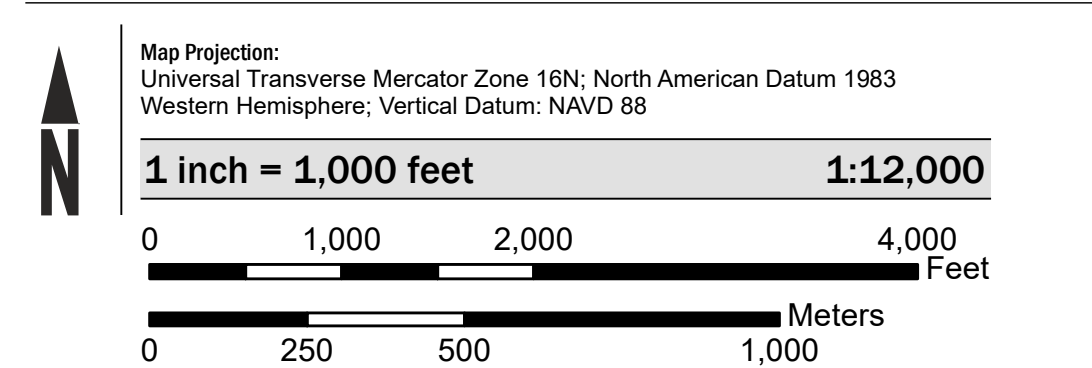 N
Map Projection:
Universal Transverse Mercator Zone 16N; North American Datum 1983
Western Hemisphere; Vertical Datum: NAVD 88
1 inch = 1,000 feet 1:12,000
0 1,000 2,000 4,000
Feet
Meters
0 250 500 1,000